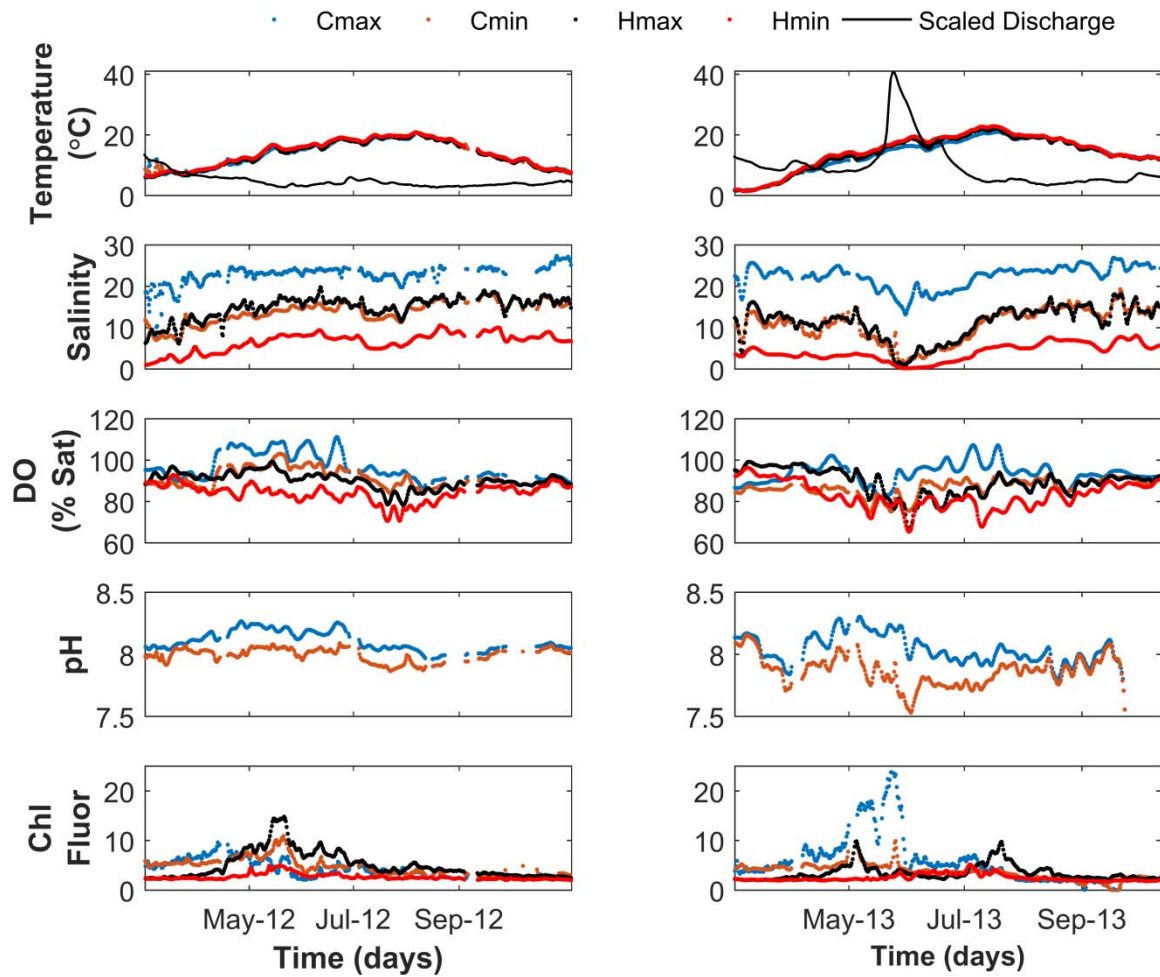 Cmax Cmin Hmax Hmin Scaled Discharge
Temperature
(°C)
40
20
0
40
20
0
Salinity
30
20
10
0
30
20
10
0
DO
(% Sat)
120
100
80
60
120
100
80
60
pH
8.5
8
7.5
8.5
8
7.5
Chl
Fluor
20
10
0
20
10
0
May-12 Jul-12 Sep-12
May-13 Jul-13 Sep-13
Time (days)
Time (days)